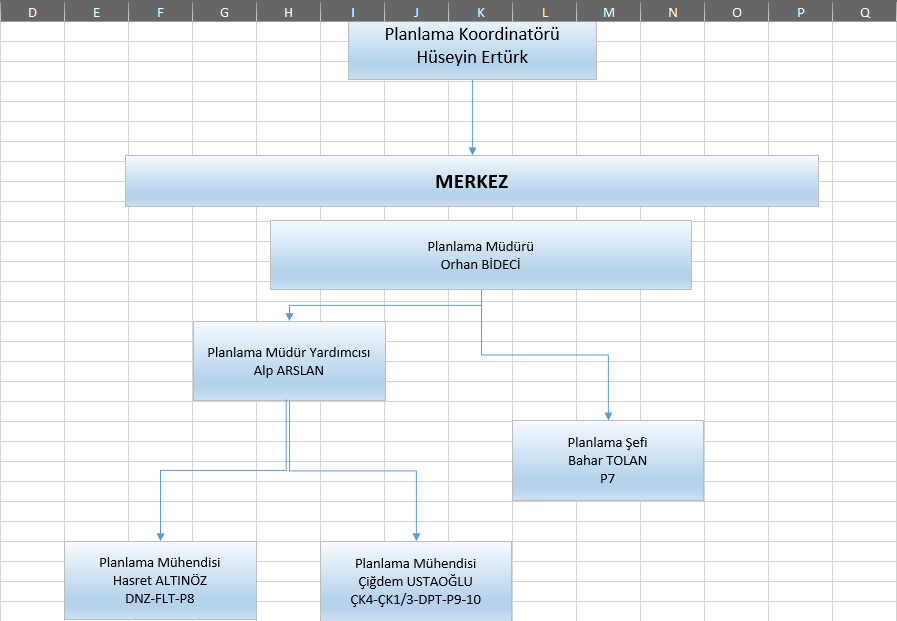 D E F G H I J K L M N O P Q
Planlama Koordinatörü
Hüseyin Ertürk
MERKEZ
Planlama Müdürü
Orhan BİDECİ
Planlama Müdür Yardımcısı
Alp ARSLAN
Planlama Şefi
Bahar TOLAN
P7
Planlama Mühendisi
Hasret ALTINÖZ
DNZ-FLT-P8
Planlama Mühendisi
Çiğdem USTAOĞLU
ÇK4-ÇK1/3-DPT-P9-10